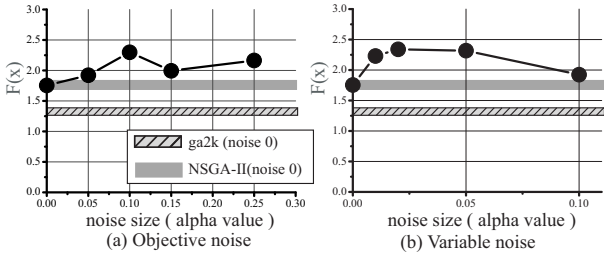 3.0
2.5
2.0
1.5
1.0
0.5
0.0
F(x)
0.00 0.05 0.10 0.15 0.20 0.25 0.30
ga2k (noise 0)
NSGA-II(noise 0)
noise size ( alpha value )
(a) Objective noise
3.0
2.5
2.0
1.5
1.0
0.5
0.0
F(x)
0.00 0.05 0.10
noise size ( alpha value )
(b) Variable noise